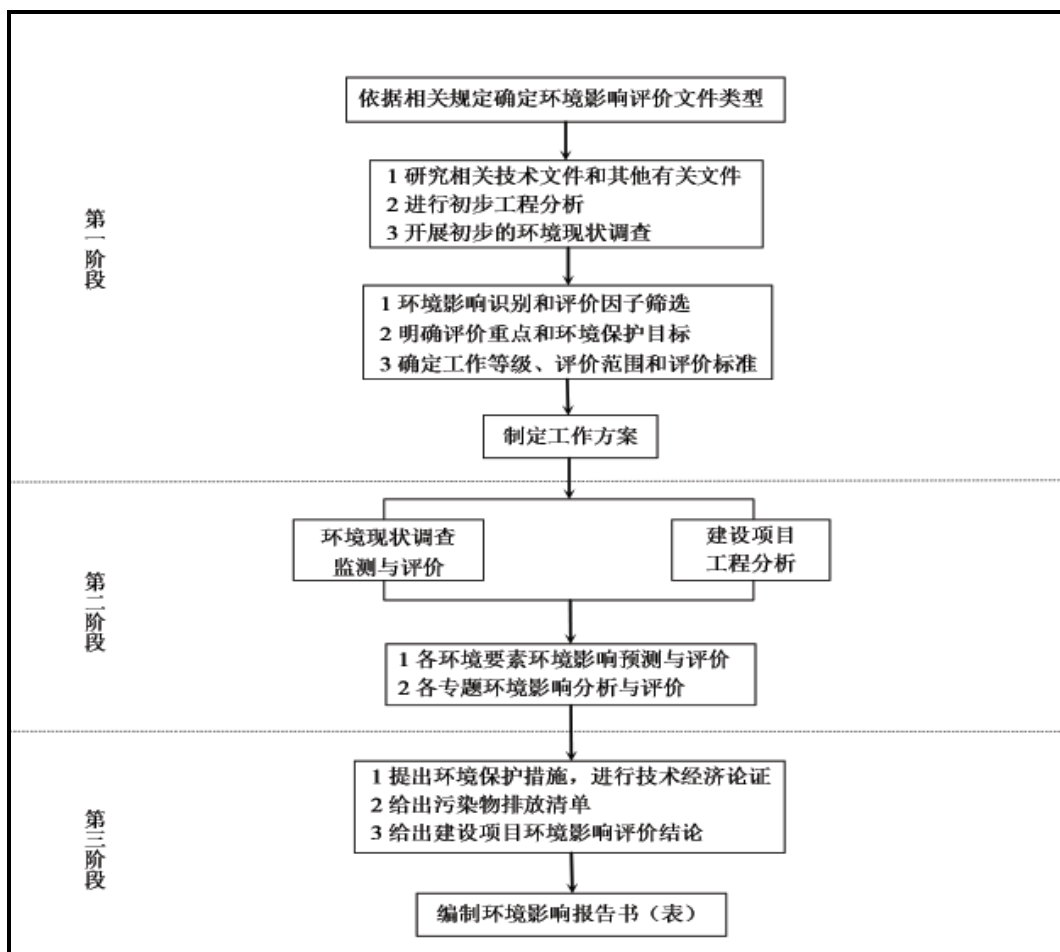 依据相关规定确定环境影响评价文件类型
1 研究相关技术文件和其他有关文件
2 进行初步工程分析
3 开展初步的环境现状调查
第一阶段
1 环境影响识别和评价因子筛选
2 明确评价重点和环境保护目标
3 确定工作等级、评价范围和评价标准
制定工作方案
环境现状调查
监测与评价
建设项目
工程分析
第二阶段
1 各环境要素环境影响预测与评价
2 各专题环境影响分析与评价
1 提出环境保护措施，进行技术经济论证
2 给出污染物排放清单
3 给出建设项目环境影响评价结论
第三阶段
编制环境影响报告书（表）